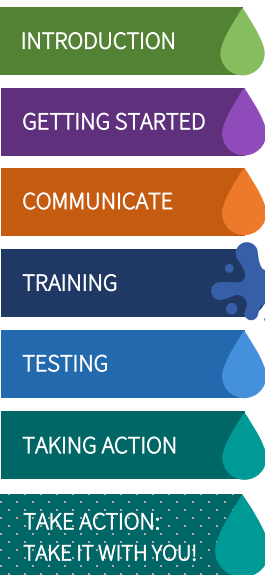 INTRODUCTION
GETTING STARTED
COMMUNICATE
TRAINING
TESTING
TAKING ACTION
TAKE ACTION:
TAKE IT WITH YOU!